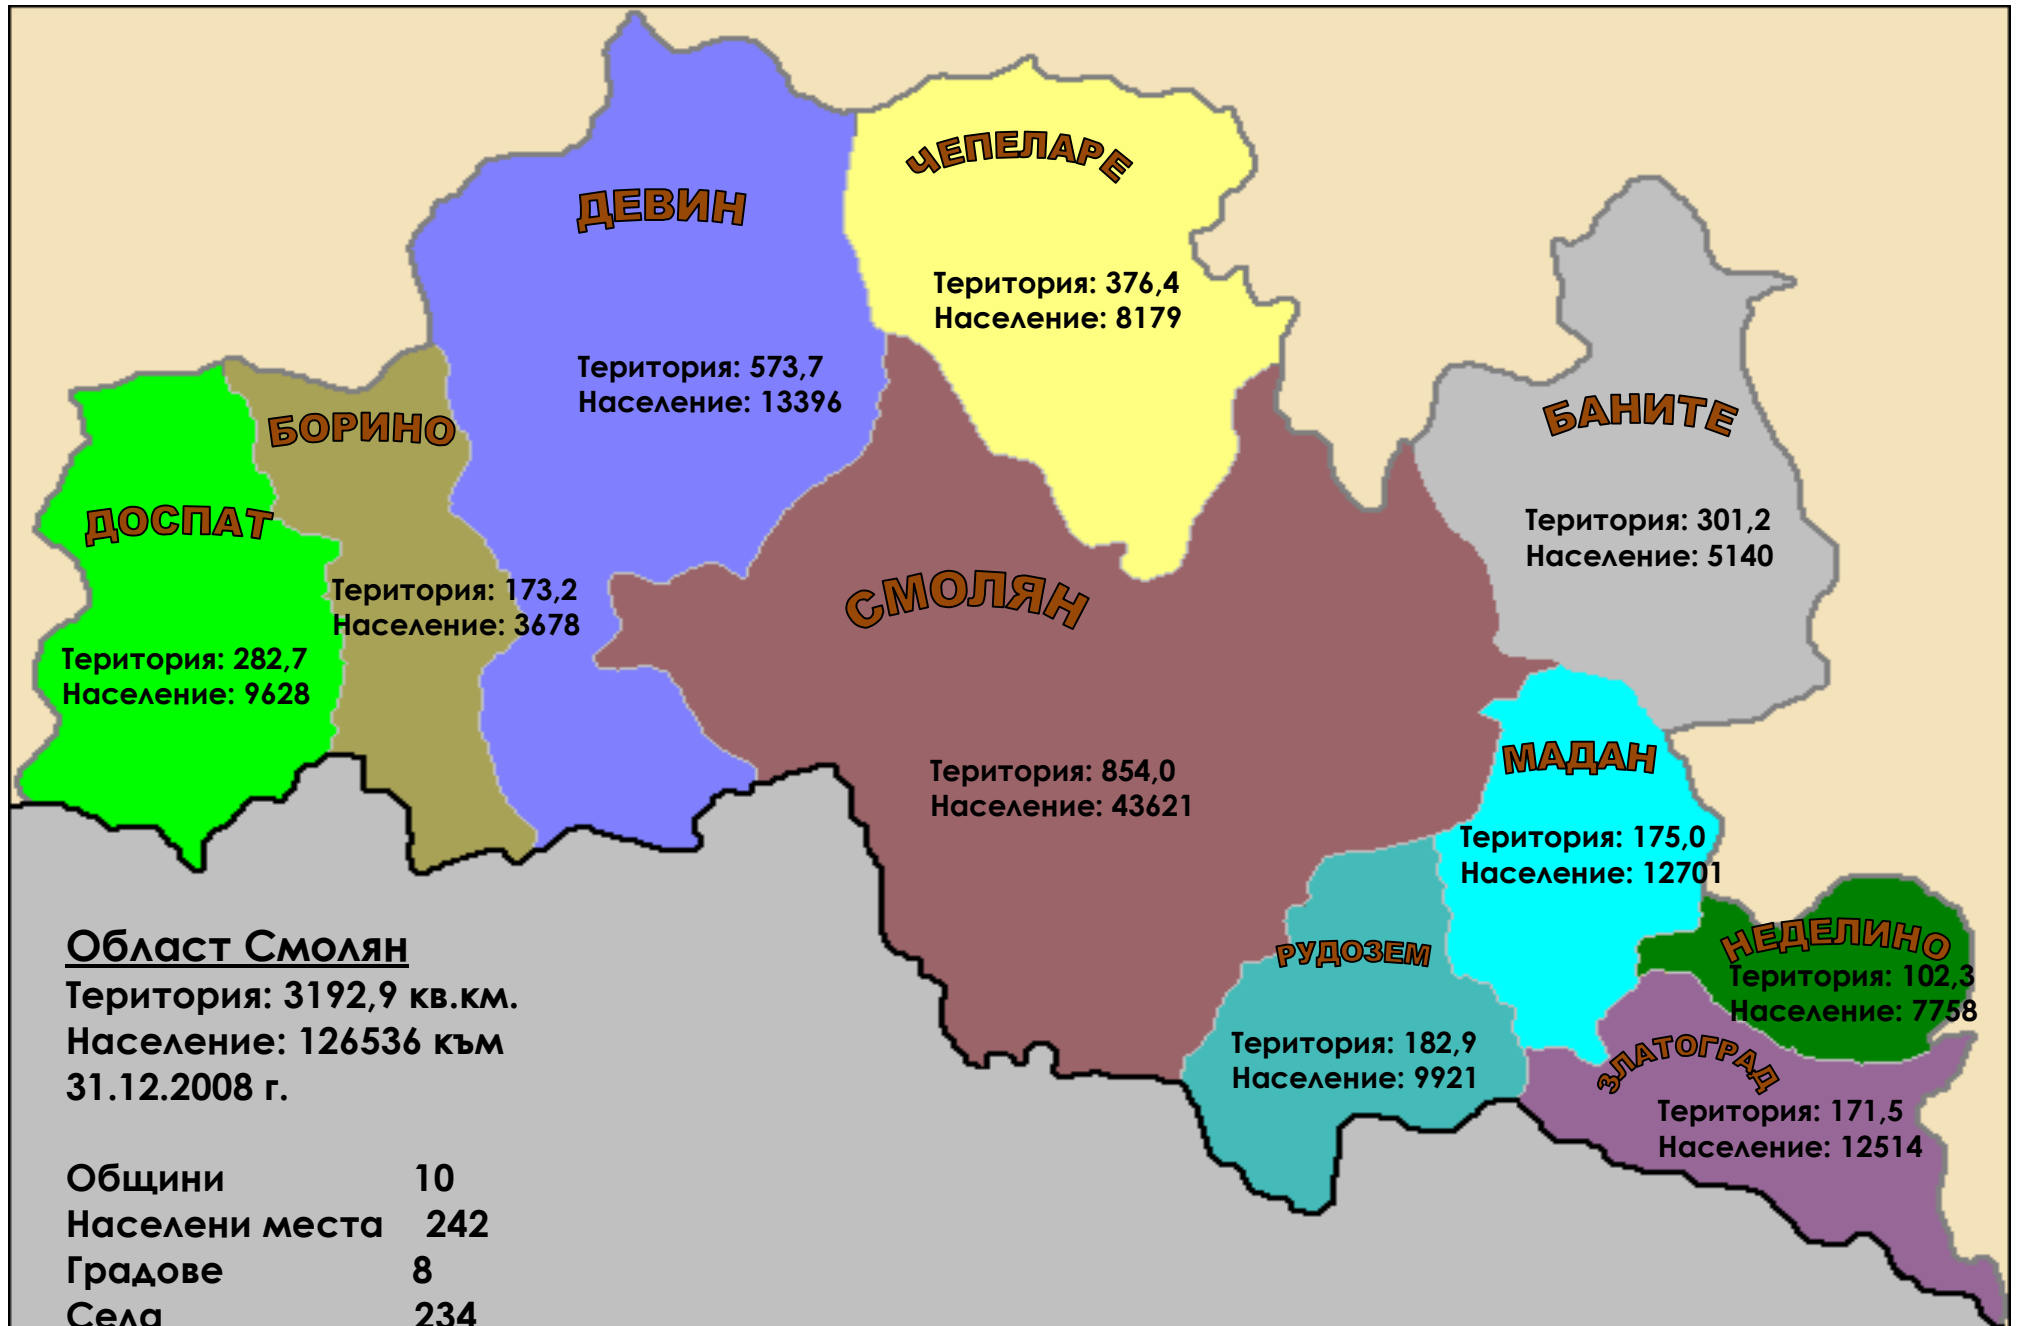 ДЕВИН
Територия: 573,7
Население: 13396
ЧЕПЕЛАРЕ
Територия: 376,4
Население: 8179
БАНИТЕ
Територия: 301,2
Население: 5140
БОРИНО
Територия: 173,2
Население: 3678
ДОСПАТ
Територия: 282,7
Население: 9628
СМОЛЯН
Територия: 854,0
Население: 43621
МАДАН
Територия: 175,0
Население: 12701
РУДОЗЕМ
Територия: 182,9
Население: 9921
НЕДЕЛИНО
Територия: 102,3
Население: 7758
ЗЛАТОГРАД
Територия: 171,5
Население: 12514
Област Смолян
Територия: 3192,9 кв.км.
Население: 126536 към
31.12.2008 г.
Общини 10
Населени места 242
Градове 8
Села 234